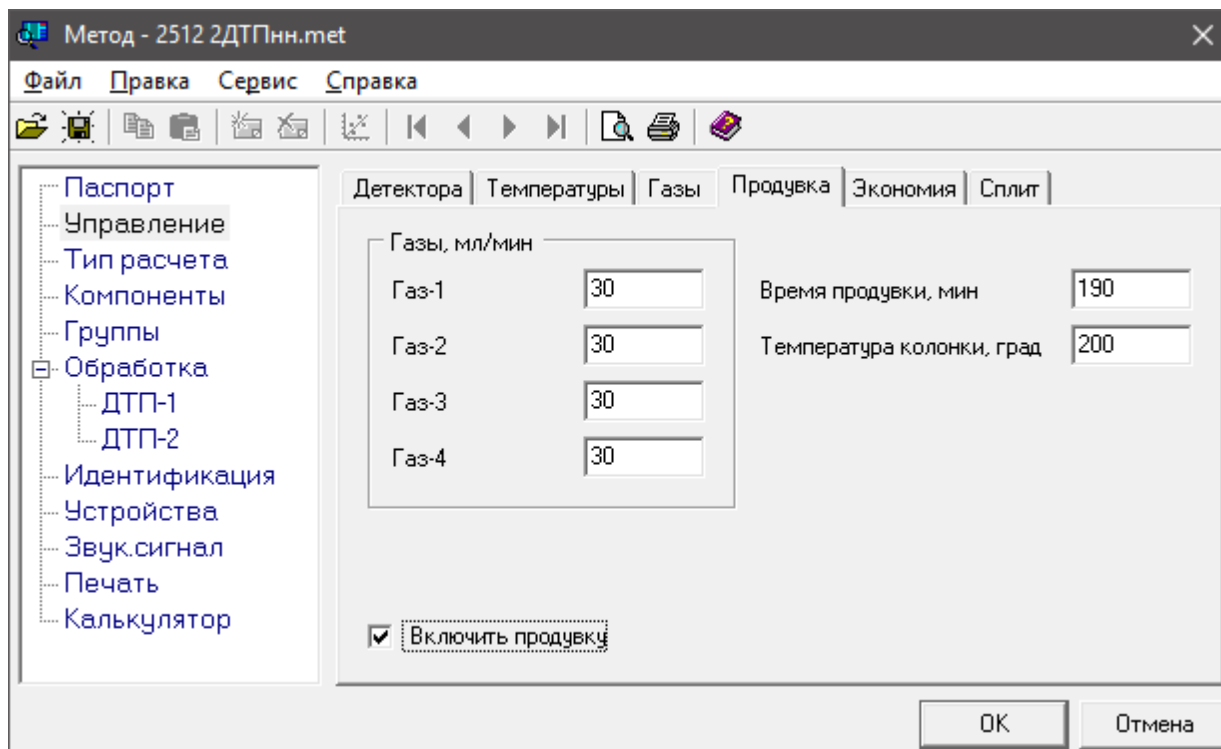 Метод - 2512 2ДТПнн.met
Файл Правка Сервис Справка
Паспорт
Управление
Тип расчета
Компоненты
Группы
Обработка
ДТП-1
ДТП-2
Идентификация
Устройства
Звук.сигнал
Печать
Калькулятор
Детектора Температуры Газы Продувка Экономия Сплит
Газы, мл/мин
Газ-1 30 Время продувки, мин 190
Газ-2 30 Температура колонки, град 200
Газ-3 30
Газ-4 30
Включить продувку
OK Отмена